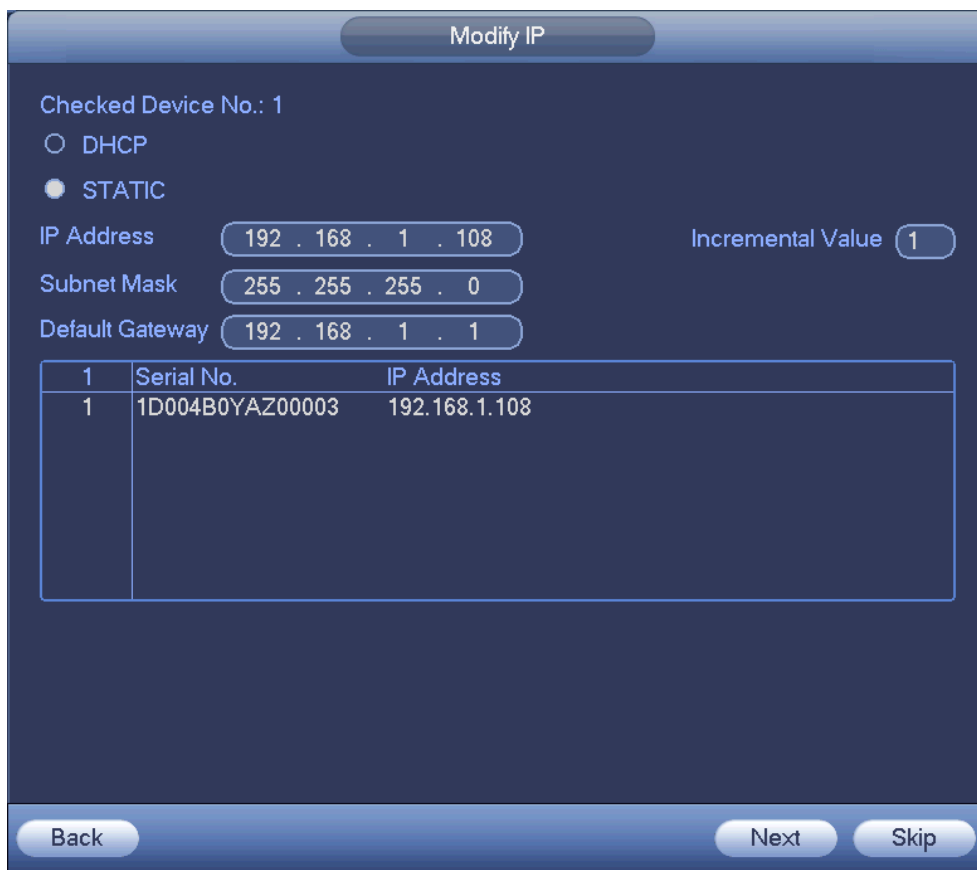 Modify IP
Checked Device No.: 1
DHCP
STATIC
IP Address 192 . 168 . 1 . 108 Incremental Value 1
Subnet Mask 255 . 255 . 255 . 0
Default Gateway 192 . 168 . 1 . 1
1 Serial No. IP Address
1 1D004B0YAZ00003 192.168.1.108
Back Next Skip